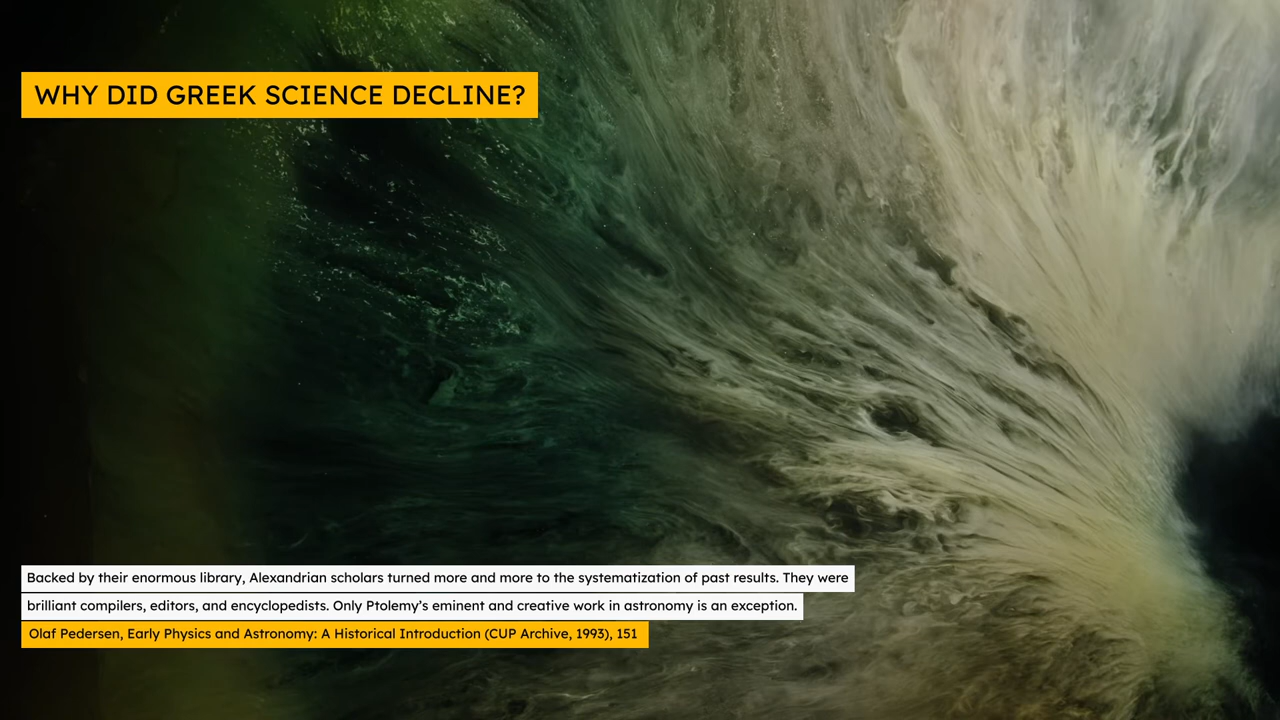 WHY DID GREEK SCIENCE DECLINE?
Backed by their enormous library, Alexandrian scholars turned more and more to the systematization of past results. They were
brilliant compilers, editors, and encyclopedists. Only Ptolemy’s eminent and creative work in astronomy is an exception.
Olaf Pedersen, Early Physics and Astronomy: A Historical Introduction (CUP Archive, 1993), 151